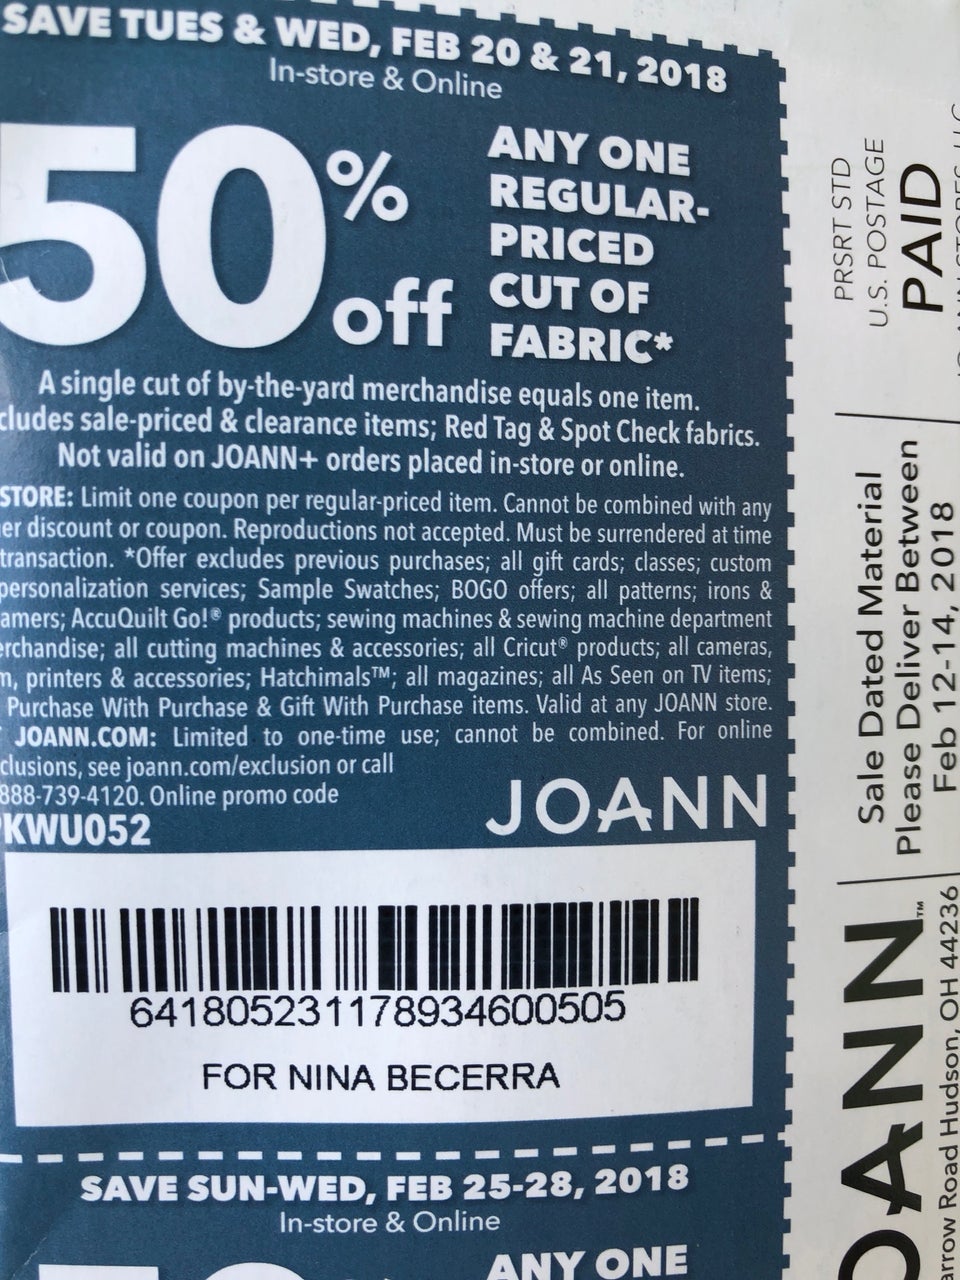 SAVE TUES & WED, FEB 20 & 21, 2018
In-store & Online
50% off
ANY ONE
REGULAR-
PRICED
CUT OF
FABRIC*
A single cut of by-the-yard merchandise equals one item.
cludes sale-priced & clearance items; Red Tag & Spot Check fabrics.
Not valid on JOANN+ orders placed in-store or online.
STORE: Limit one coupon per regular-priced item. Cannot be combined with any
er discount or coupon. Reproductions not accepted. Must be surrendered at time
transaction. *Offer excludes previous purchases; all gift cards; classes; custom
personalization services; Sample Swatches; BOGO offers; all patterns; irons &
amers; AccuQuilt Go!® products; sewing machines & sewing machine department
erchandise; all cutting machines & accessories; all Cricut® products; all cameras,
m, printers & accessories; Hatchimals™; all magazines; all As Seen on TV items;
Purchase With Purchase & Gift With Purchase items. Valid at any JOANN store.
JOANN.COM: Limited to one-time use; cannot be combined. For online
clusions, see joann.com/exclusion or call
888-739-4120. Online promo code
KWU052
JOANN
641805231178934600505
FOR NINA BECERRA
SAVE SUN-WED, FEB 25-28, 2018
In-store & Online
ANY ONE
PRSRT STD
U.S. POSTAGE
PAID
Sale Dated Material
Please Deliver Between
Feb 12-14, 2018
OANN™
arrow Road Hudson, OH 44236